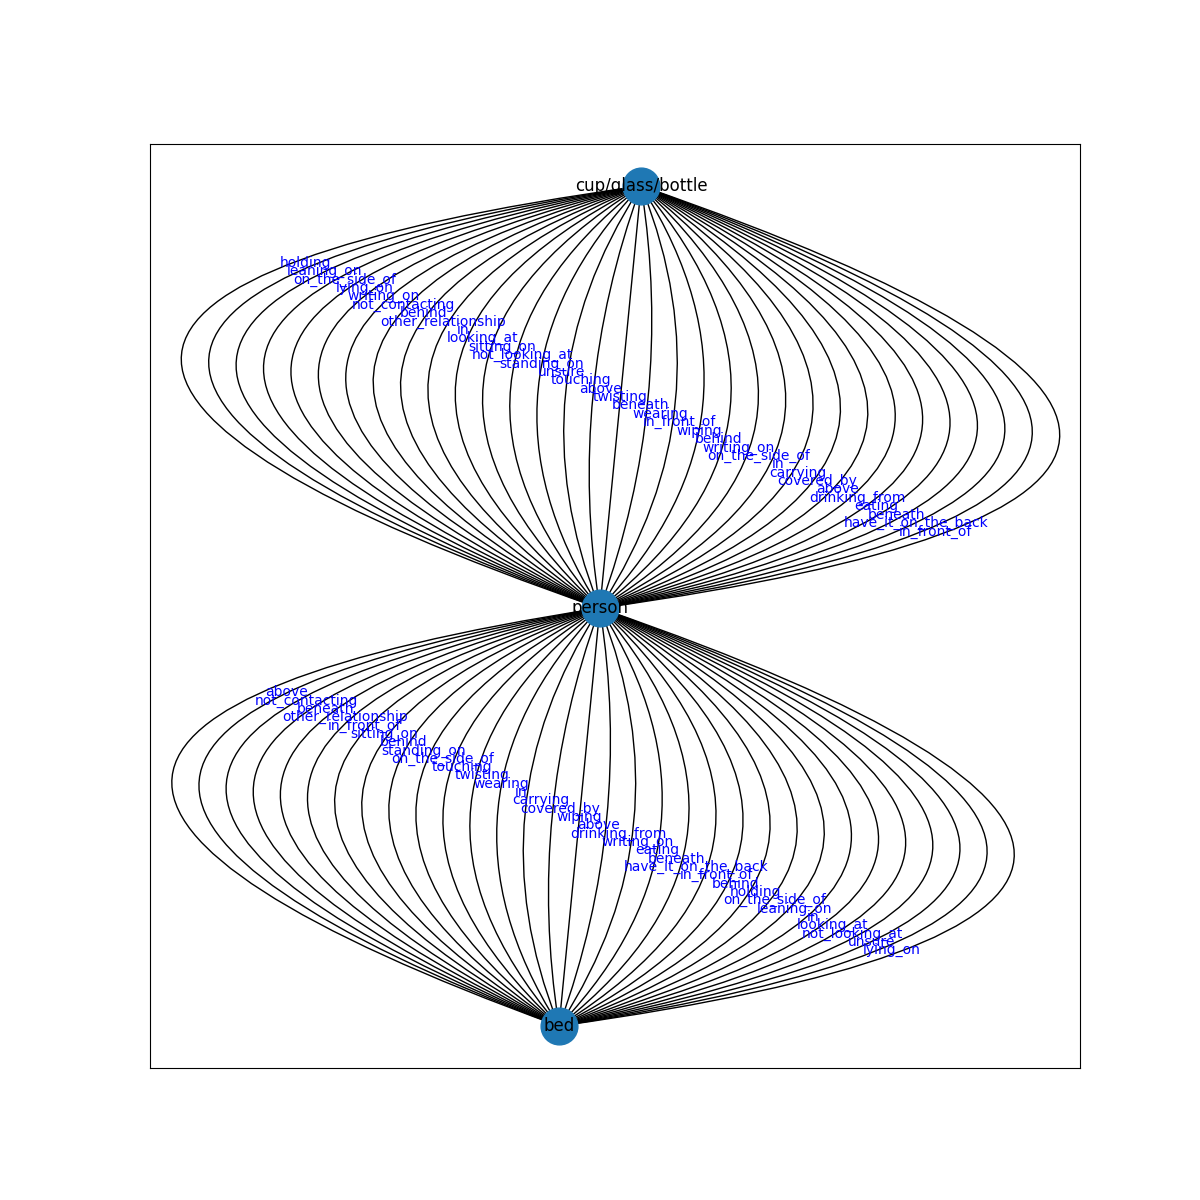 cup/glass/bottle
holding
leaning_on
on_the_side_of
lying_on
writing_on
not_contacting
behind
other_relationship
in
looking_at
sitting_on
not_looking_at
standing_on
unsure
touching
above
twisting
beneath
wearing
in_front_of
wiping
behind
writing_on
on_the_side_of
in
carrying
covered_by
above
drinking_from
eating
beneath
have_it_on_the_back
in_front_of
person
above
not_contacting
beneath
other_relationship
in_front_of
sitting_on
behind
standing_on
on_the_side_of
touching
twisting
wearing
in
carrying
covered_by
wiping
above
drinking_from
writing_on
eating
beneath
have_it_on_the_back
in_front_of
behind
holding
on_the_side_of
leaning_on
in
looking_at
not_looking_at
unsure
lying_on
bed